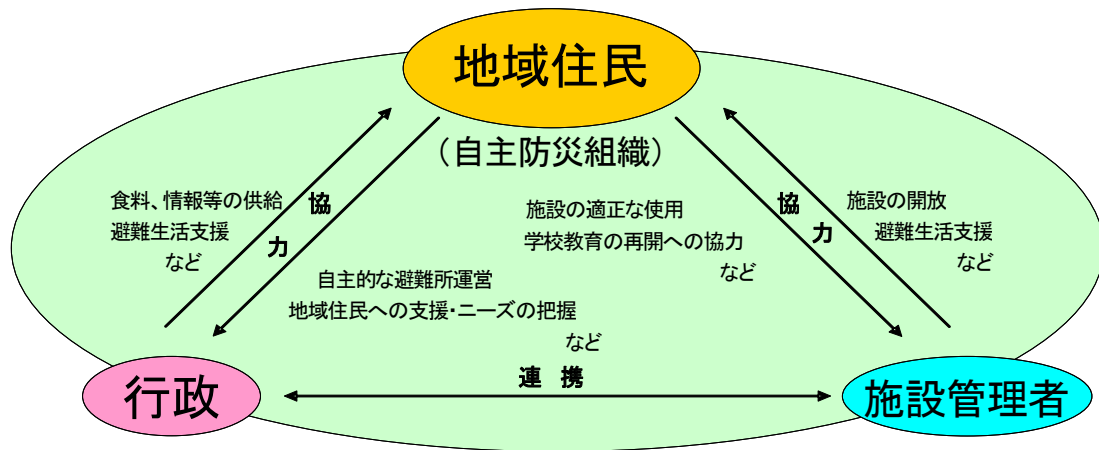 地域住民
（自主防災組織）
食料、情報等の供給
避難生活支援
など
協
力
自主的な避難所運営
地域住民への支援・ニーズの把握
など
施設の適正な使用
学校教育の再開への協力
など
協
力
施設の開放
避難生活支援
など
行政
連　携
施設管理者